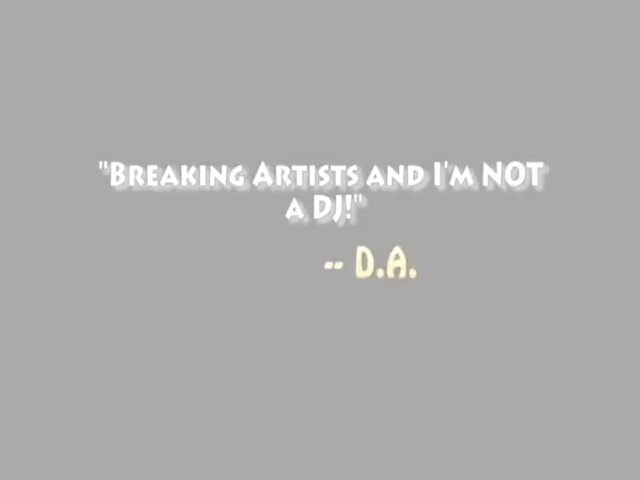 "Breaking Artists and I'm NOT
a DJ!"
-- D.A.